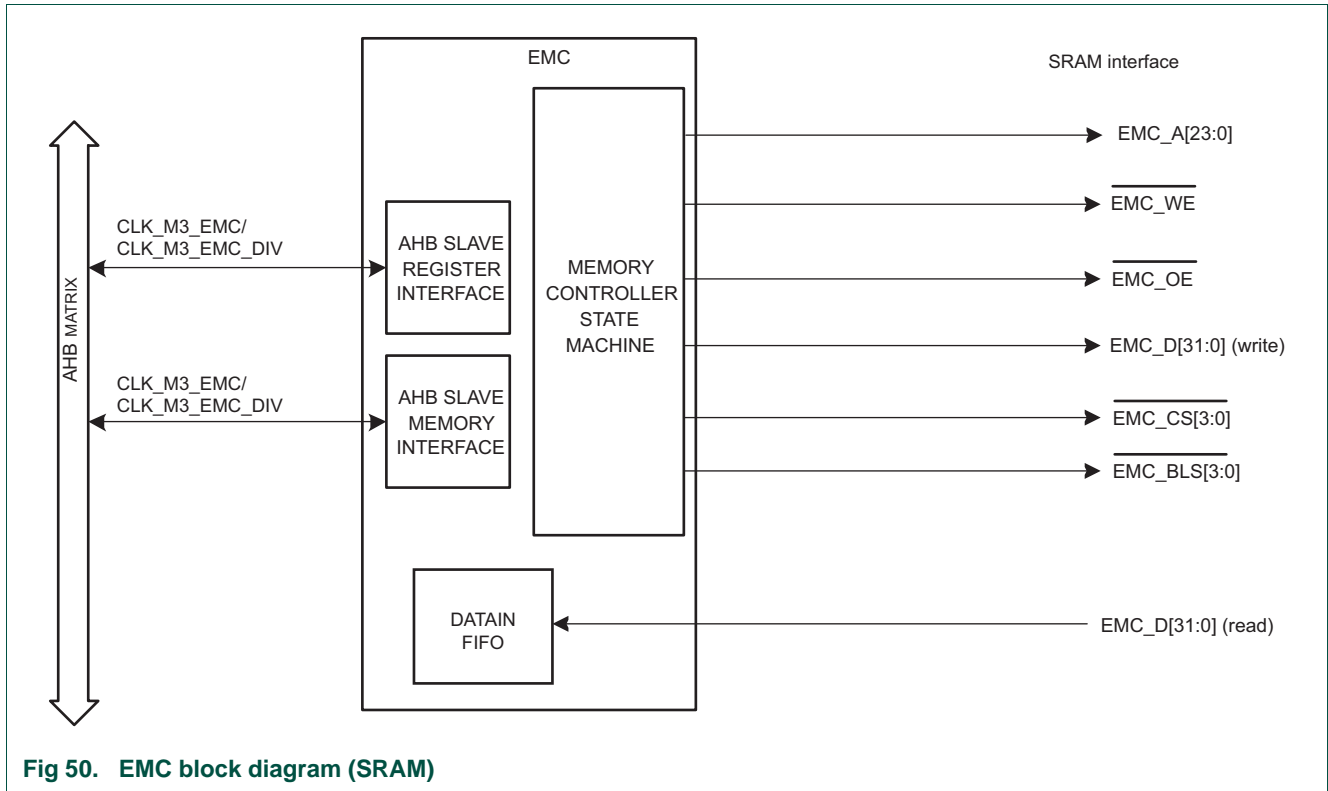 EMC
SRAM interface
AHB MATRIX
CLK_M3_EMC/
CLK_M3_EMC_DIV
CLK_M3_EMC/
CLK_M3_EMC_DIV
AHB SLAVE
REGISTER
INTERFACE
AHB SLAVE
MEMORY
INTERFACE
MEMORY
CONTROLLER
STATE
MACHINE
DATAIN
FIFO
EMC_A[23:0]
EMC_WE
EMC_OE
EMC_D[31:0] (write)
EMC_CS[3:0]
EMC_BLS[3:0]
EMC_D[31:0] (read)
Fig 50. EMC block diagram (SRAM)